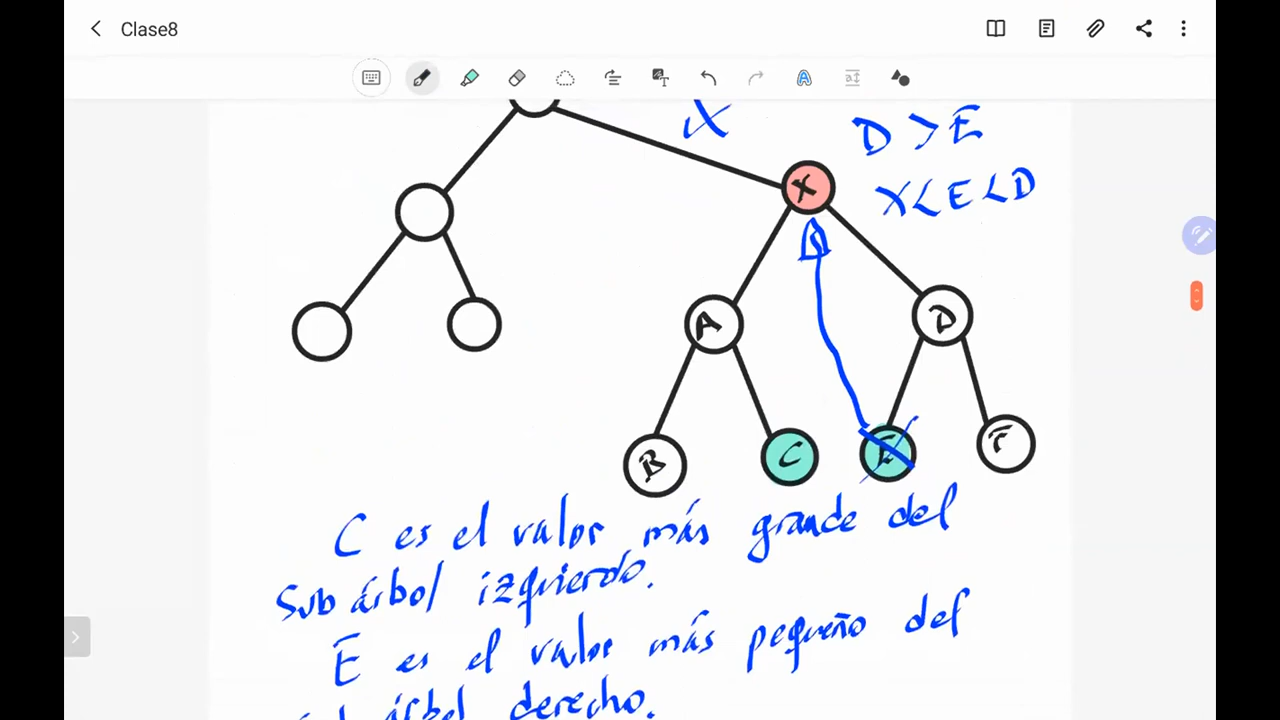 Clase8
X
D > E
X < E < D
X
A
D
B
C
E
F
C es el valor más grande del
Sub árbol izquierdo.
E es el valor más pequeño del
árbol derecho.